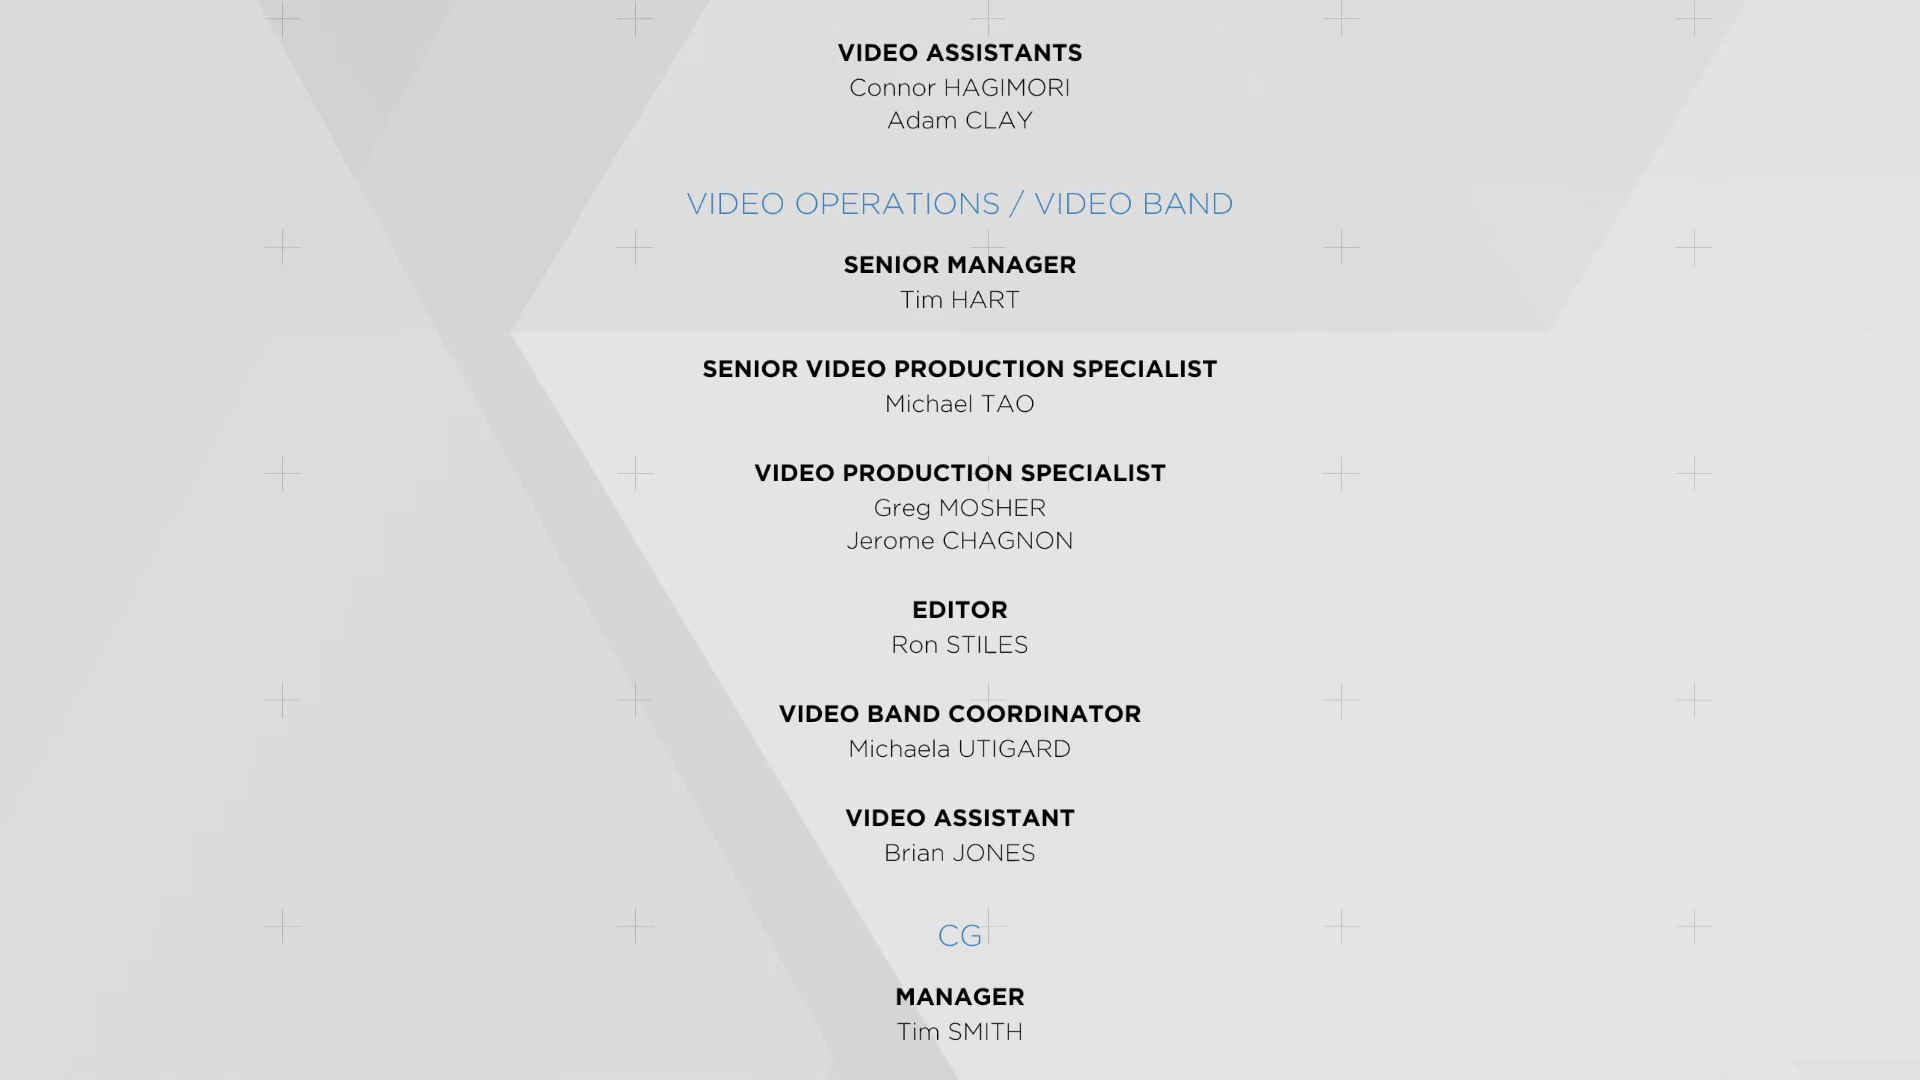 VIDEO ASSISTANTS
Connor HAGIMORI
Adam CLAY
VIDEO OPERATIONS / VIDEO BAND
SENIOR MANAGER
Tim HART
SENIOR VIDEO PRODUCTION SPECIALIST
Michael TAO
VIDEO PRODUCTION SPECIALIST
Greg MOSHER
Jerome CHAGNON
EDITOR
Ron STILES
VIDEO BAND COORDINATOR
Michaela UTIGARD
VIDEO ASSISTANT
Brian JONES
CG
MANAGER
Tim SMITH